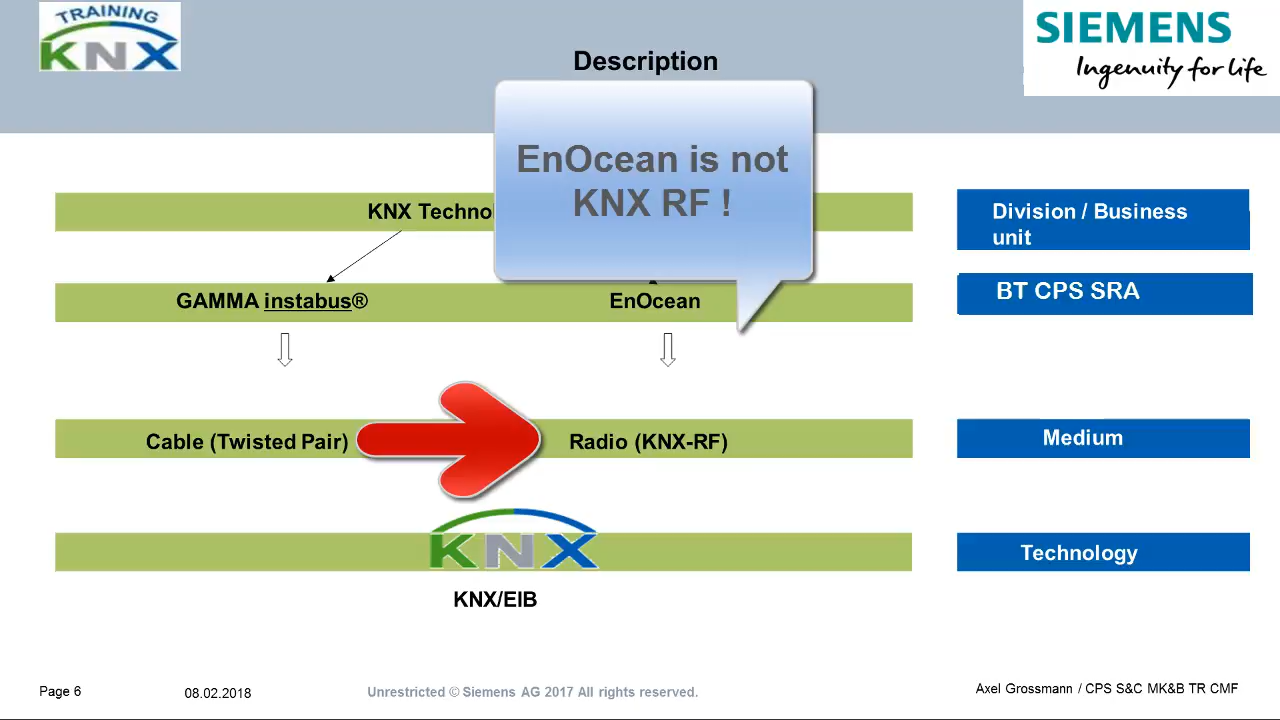 TRAINING
KNX
SIEMENS
Ingenuity for life
Description
EnOcean is not
KNX RF !
KNX Technol
Division / Business
unit
GAMMA instabus®
EnOcean
BT CPS SRA
Cable (Twisted Pair)
Radio (KNX-RF)
Medium
KNX
Technology
KNX/EIB
Page 6
08.02.2018
Unrestricted © Siemens AG 2017 All rights reserved.
Axel Grossmann / CPS S&C MK&B TR CMF